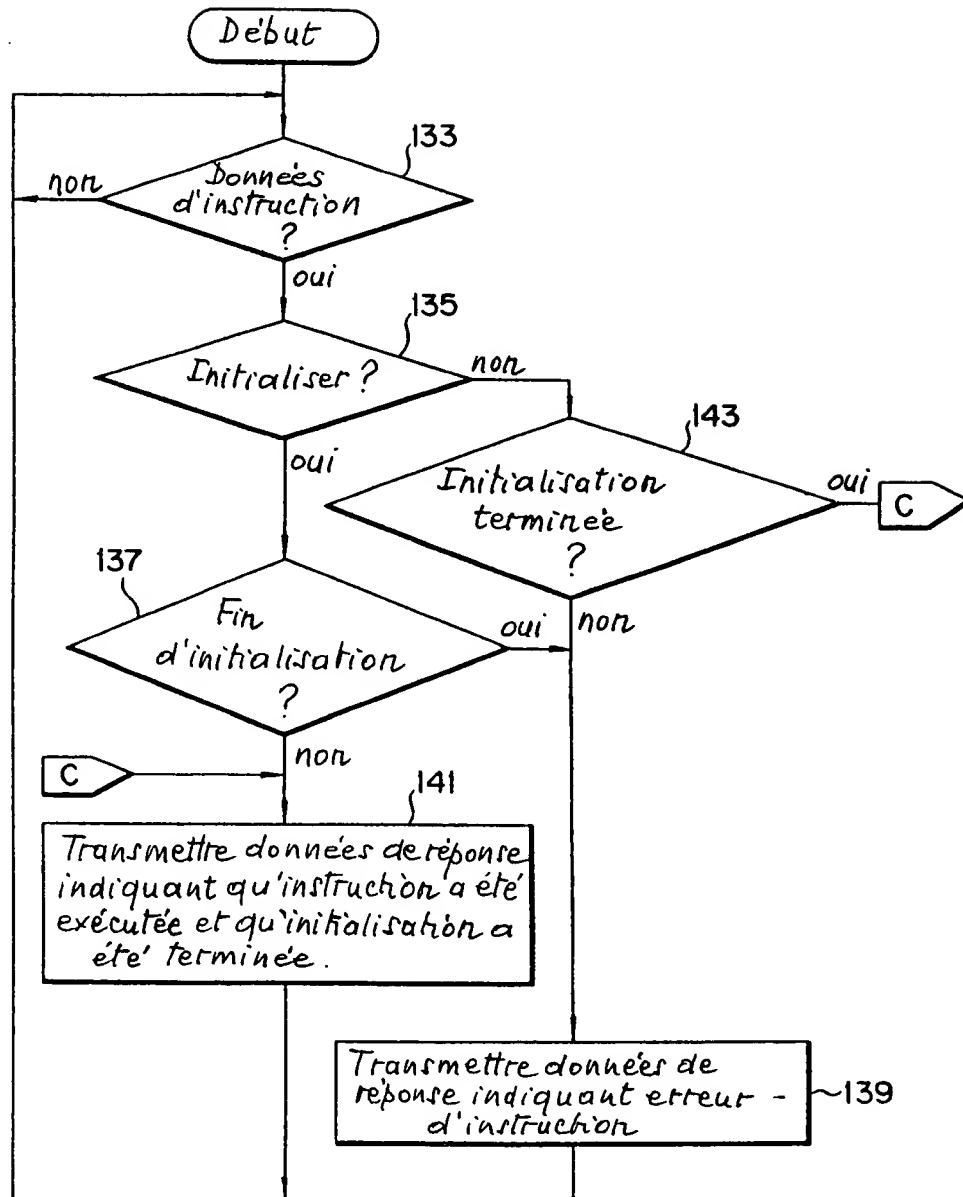 Début
133
non
Données
d'instruction
?
oui
135
Initialiser ?
non
143
oui
Initialisation
terminée
?
oui
C
137
Fin
d'initialisation
?
oui
non
non
C
141
Transmettre données de réponse
indiquant qu'instruction a été
exécutée et qu'initialisation a
été terminée.
Transmettre données de
réponse indiquant erreur -
d'instruction
139